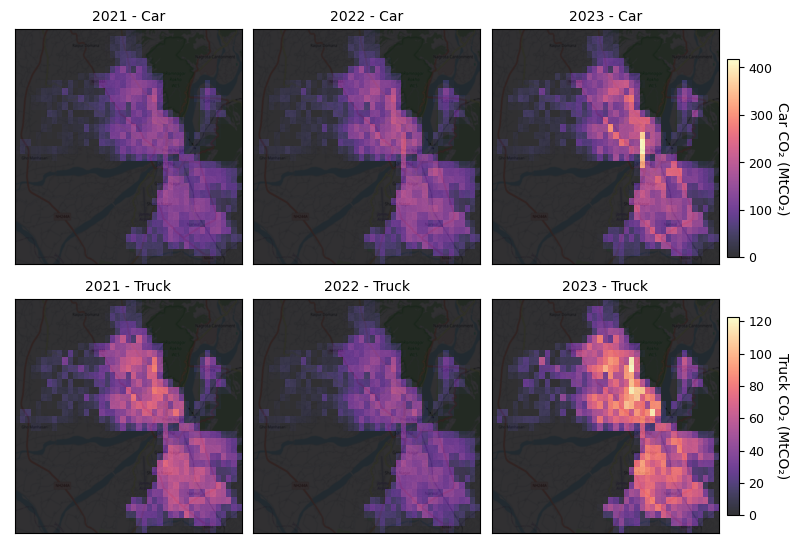 2021 - Car
2022 - Car
2023 - Car
400
300
200
100
0
Car CO₂ (MtCO₂)
2021 - Truck
2022 - Truck
2023 - Truck
120
100
80
60
40
20
0
Truck CO₂ (MtCO₂)